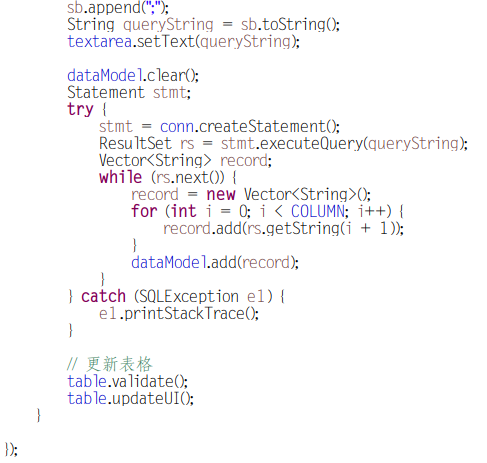 sb.append(";");
String queryString = sb.toString();
textarea.setText(queryString);
dataModel.clear();
Statement stmt;
try {
stmt = conn.createStatement();
ResultSet rs = stmt.executeQuery(queryString);
Vector<String> record;
while (rs.next()) {
record = new Vector<String>();
for (int i = 0; i < COLUMN; i++) {
record.add(rs.getString(i + 1));
}
dataModel.add(record);
}
} catch (SQLException e1) {
e1.printStackTrace();
}
// 更新表格
table.validate();
table.updateUI();
}
});